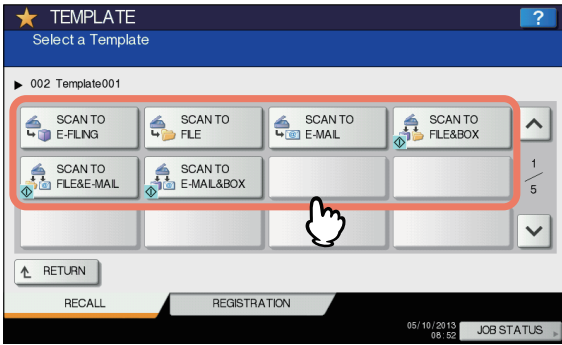 TEMPLATE
?
Select a Template
002 Template001
SCAN TO
E-FILING
SCAN TO
FILE
SCAN TO
E-MAIL
SCAN TO
FILE&BOX
SCAN TO
FILE&E-MAIL
SCAN TO
E-MAIL&BOX
1
5
RETURN
RECALL
REGISTRATION
05/10/2013
06:52
JOB STATUS